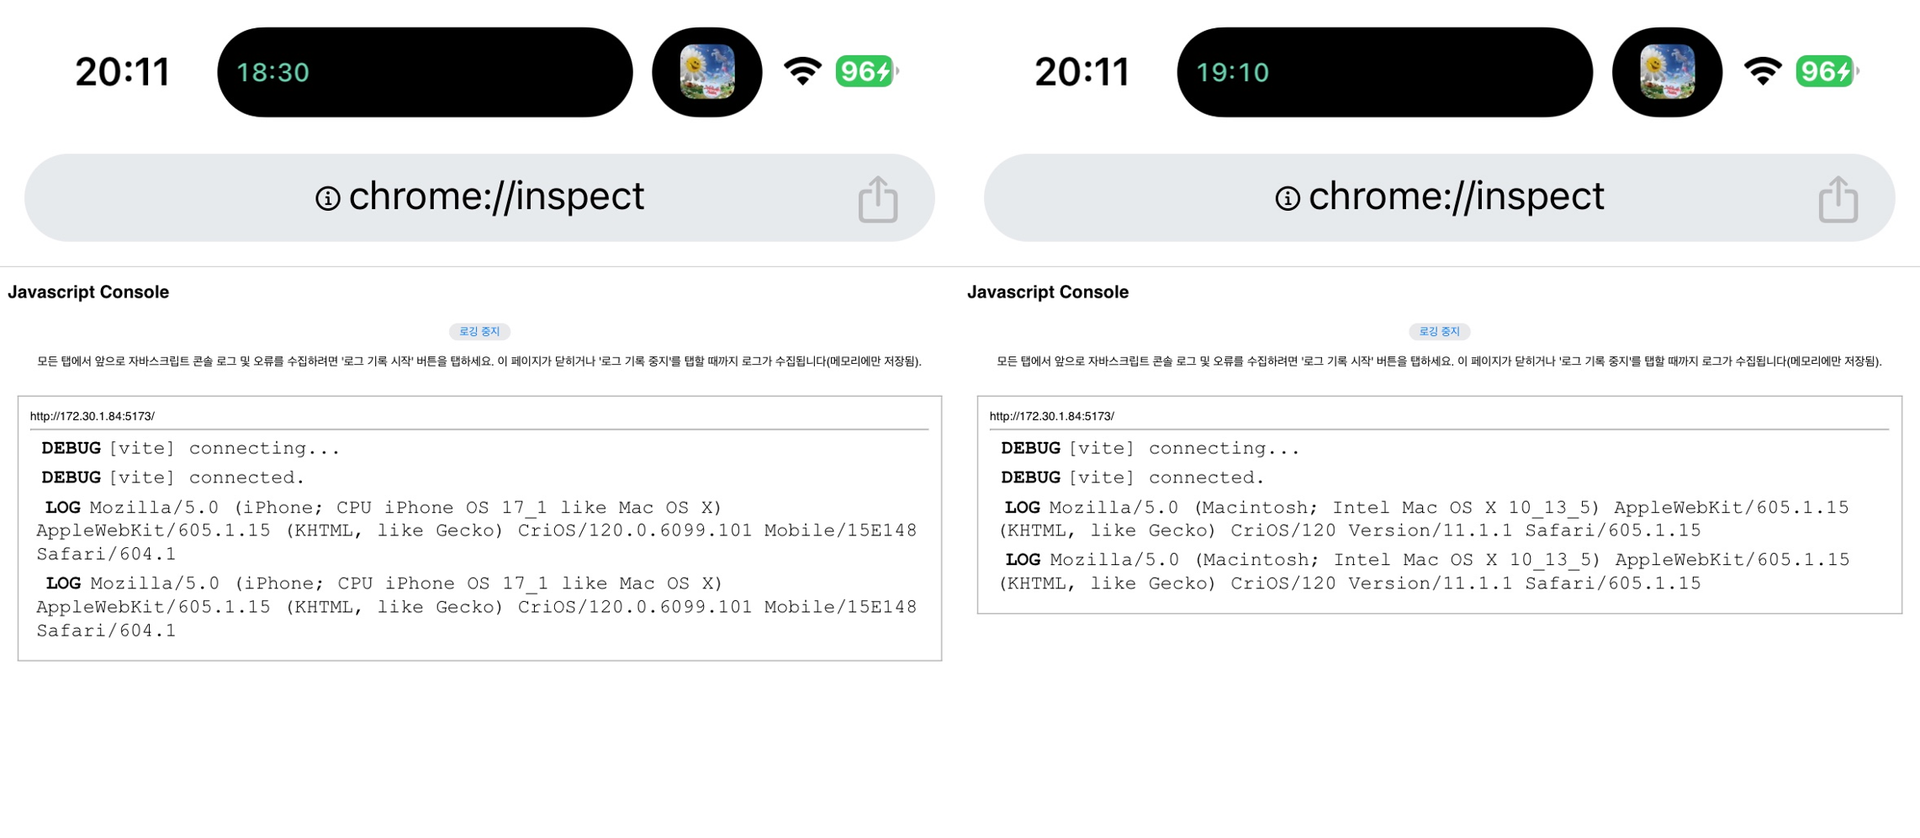 20:11
18:30
96
chrome://inspect
Javascript Console
로깅 중지
모든 탭에서 앞으로 자바스크립트 콘솔 로그 및 오류를 수집하려면 '로그 기록 시작' 버튼을 탭하세요. 이 페이지가 닫히거나 '로그 기록 중지'를 탭할 때까지 로그가 수집됩니다(메모리에만 저장됨).
http://172.30.1.84:5173/
DEBUG [vite] connecting...
DEBUG [vite] connected.
LOG Mozilla/5.0 (iPhone; CPU iPhone OS 17_1 like Mac OS X)
AppleWebKit/605.1.15 (KHTML, like Gecko) CriOS/120.0.6099.101 Mobile/15E148
Safari/604.1
LOG Mozilla/5.0 (iPhone; CPU iPhone OS 17_1 like Mac OS X)
AppleWebKit/605.1.15 (KHTML, like Gecko) CriOS/120.0.6099.101 Mobile/15E148
Safari/604.1
20:11
19:10
96
chrome://inspect
Javascript Console
로깅 중지
모든 탭에서 앞으로 자바스크립트 콘솔 로그 및 오류를 수집하려면 '로그 기록 시작' 버튼을 탭하세요. 이 페이지가 닫히거나 '로그 기록 중지'를 탭할 때까지 로그가 수집됩니다(메모리에만 저장됨).
http://172.30.1.84:5173/
DEBUG [vite] connecting...
DEBUG [vite] connected.
LOG Mozilla/5.0 (Macintosh; Intel Mac OS X 10_13_5) AppleWebKit/605.1.15
(KHTML, like Gecko) CriOS/120 Version/11.1.1 Safari/605.1.15
LOG Mozilla/5.0 (Macintosh; Intel Mac OS X 10_13_5) AppleWebKit/605.1.15
(KHTML, like Gecko) CriOS/120 Version/11.1.1 Safari/605.1.15